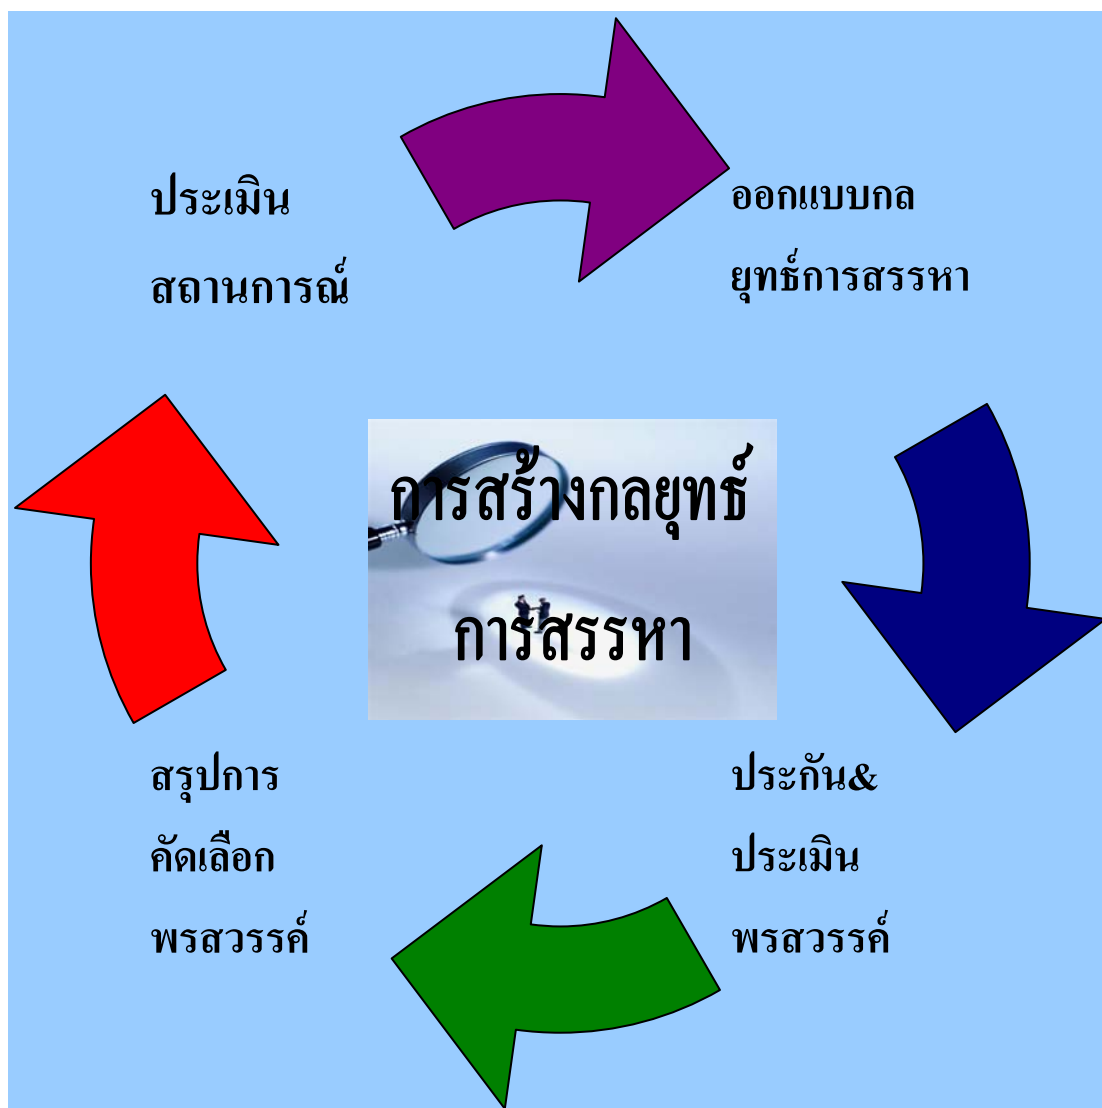 ประเมิน
สถานการณ์
ออกแบบกล
ยุทธ์การสรรหา
การสร้างกลยุทธ์
การสรรหา
ประกัน&
ประเมิน
พรสวรรค์
สรุปการ
คัดเลือก
พรสวรรค์